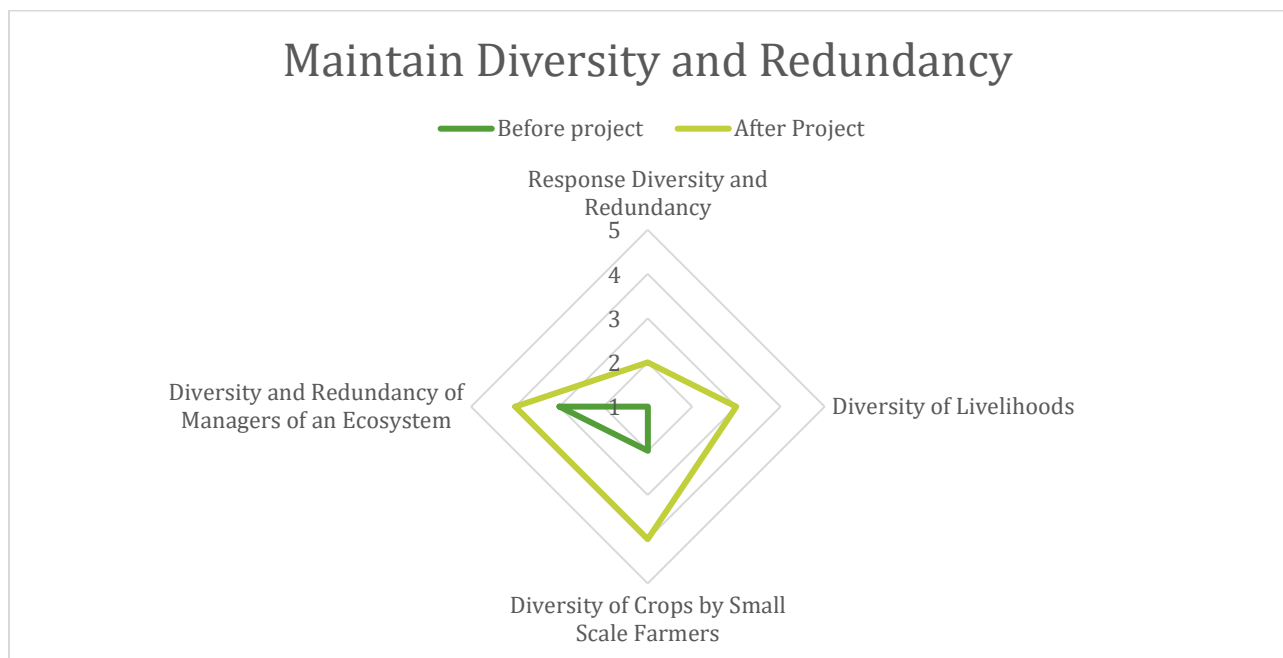 Maintain Diversity and Redundancy
Before project
After Project
Response Diversity and
Redundancy
5
4
3
2
1
Diversity and Redundancy of
Managers of an Ecosystem
Diversity of Livelihoods
Diversity of Crops by Small
Scale Farmers